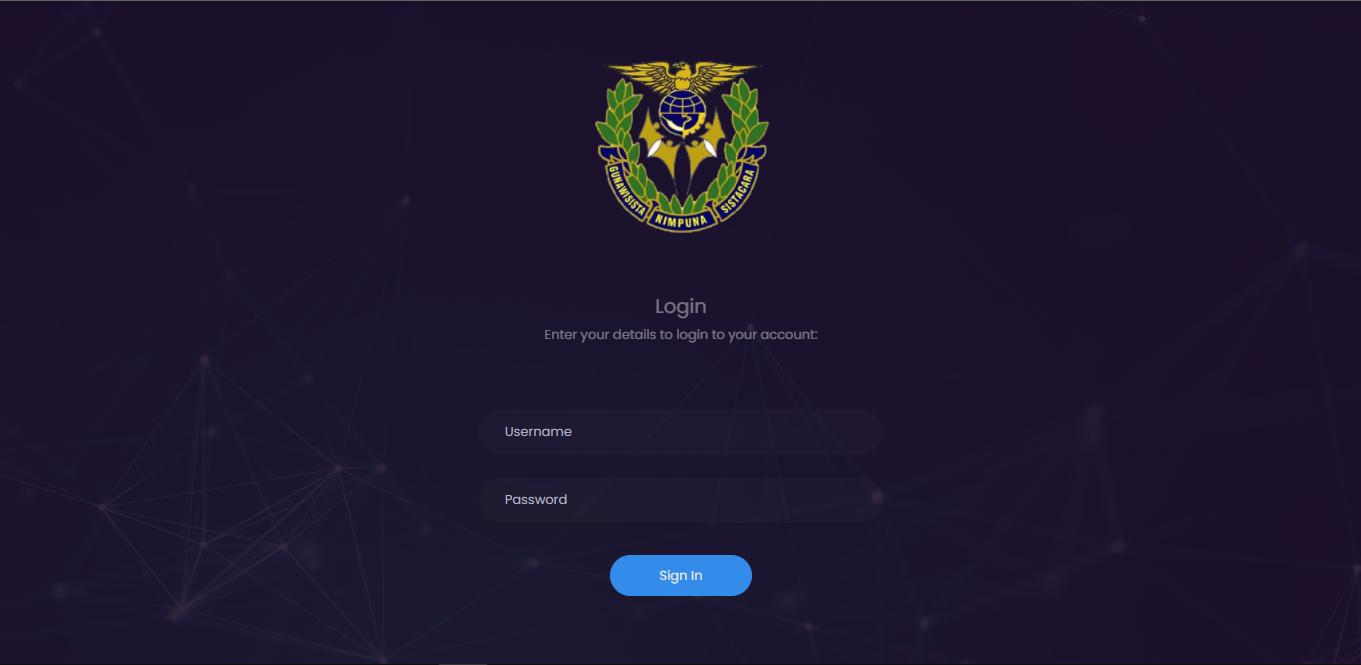 GUNAWISISTA NIMPUNA SISTACARA
Login
Enter your details to login to your account:
Username
Password
Sign In